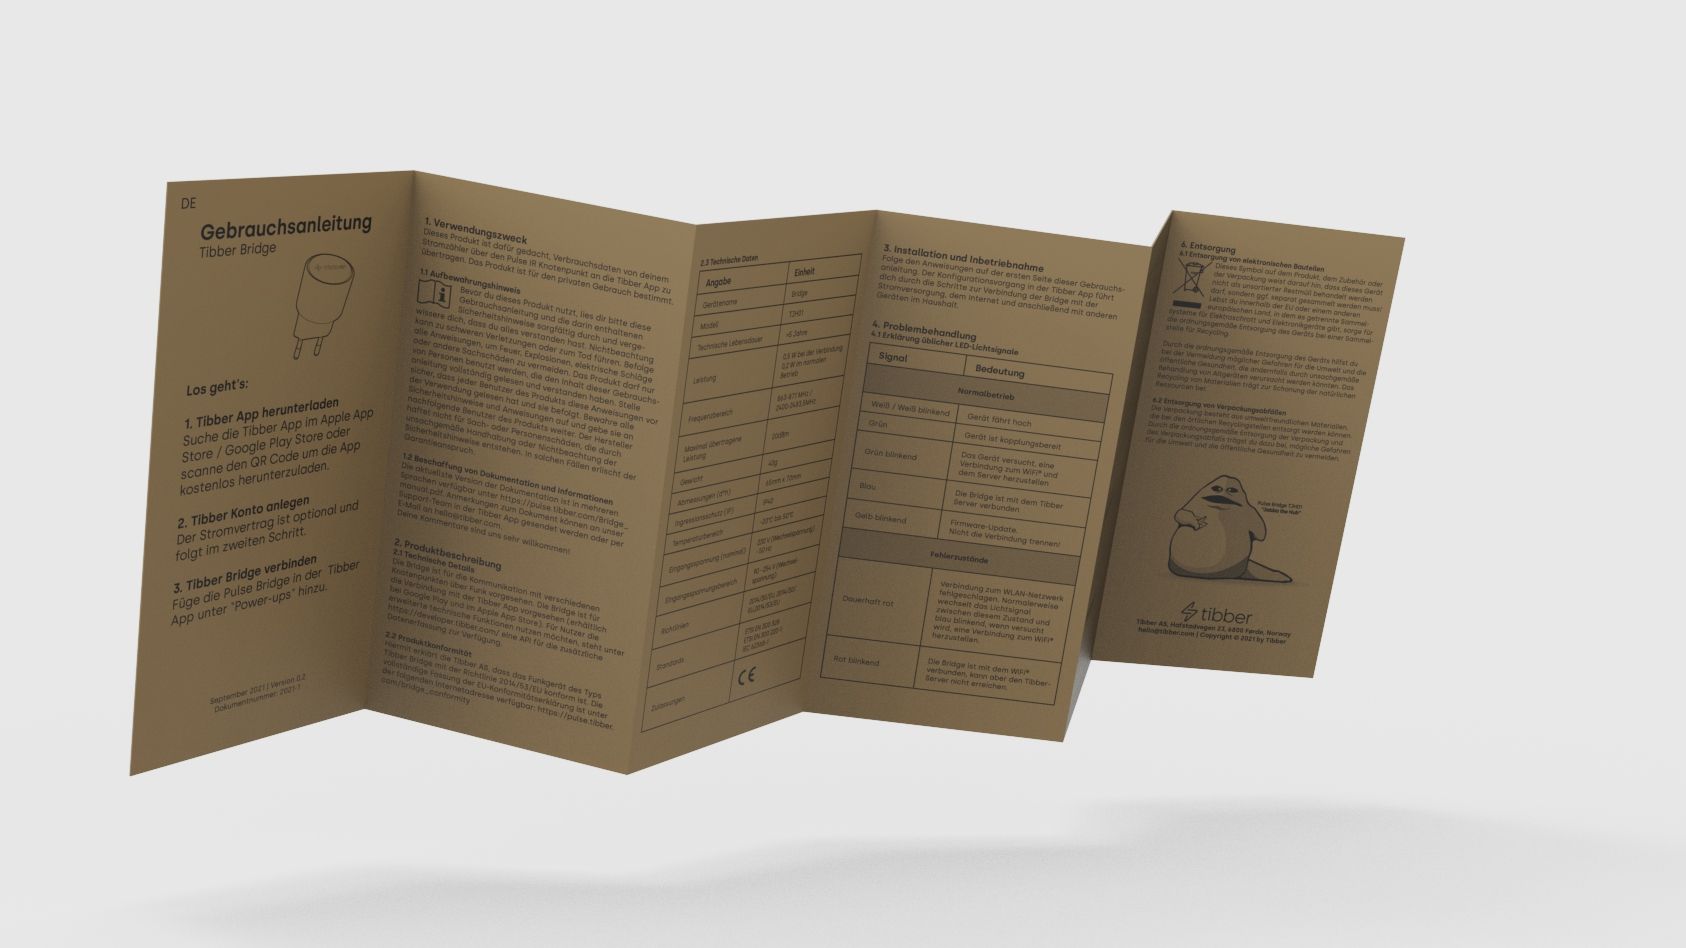 DE
Gebrauchsanleitung
Tibber Bridge
Los geht's:
1. Tibber App herunterladen
Suche die Tibber App im Apple App
Store / Google Play Store oder
scanne den QR Code um die App
kostenlos herunterzuladen.
2. Tibber Konto anlegen
Der Stromvertrag ist optional und
folgt im zweiten Schritt.
3. Tibber Bridge verbinden
Füge die Pulse Bridge in der Tibber
App unter "Power-ups" hinzu.
September 2021 | Version 0.2
Dokumentnummer: 2021-1
1. Verwendungszweck
Dieses Produkt ist dafür gedacht, Verbrauchsdaten von deinem
Stromzähler über den Pulse IR Knotenpunkt an die Tibber App zu
übertragen. Das Produkt ist für den privaten Gebrauch bestimmt.
1.1 Aufbewahrungshinweis
Bevor du dieses Produkt nutzt, lies dir bitte diese
Gebrauchsanleitung und die darin enthaltenen
Sicherheitshinweise sorgfältig durch und verge-
wissere dich, dass du alles verstanden hast. Nichtbeachtung
kann zu schweren Verletzungen oder zum Tod führen. Befolge
alle Anweisungen, um Feuer, Explosionen, elektrische Schläge
oder andere Sachschäden zu vermeiden. Das Produkt darf nur
von Personen benutzt werden, die den Inhalt dieser Gebrauchs-
anleitung vollständig gelesen und verstanden haben. Stelle
sicher, dass jeder Benutzer des Produkts diese Anweisungen vor
der Verwendung gelesen hat und sie befolgt. Bewahre alle
Sicherheitshinweise und Anweisungen auf und gebe sie an
nachfolgende Benutzer des Produkts weiter. Der Hersteller
haftet nicht für Sach- oder Personenschäden, die durch
unsachgemäße Handhabung oder Nichtbeachtung der
Sicherheitshinweise entstehen. In solchen Fällen erlischt der
Garantieanspruch.
1.2 Beschaffung von Dokumentation und Informationen
Die aktuellste Version der Dokumentation ist in mehreren
Sprachen verfügbar unter https://pulse.tibber.com/Bridge_
manual.pdf. Anmerkungen zum Dokument können an unser
Support-Team in der Tibber App gesendet werden oder per
E-Mail an hello@tibber.com.
Deine Kommentare sind uns sehr willkommen!
2. Produktbeschreibung
2.1 Technische Details
Die Bridge ist für die Kommunikation mit verschiedenen
Knotenpunkten über Funk vorgesehen. Die Bridge ist für
die Verbindung mit der Tibber App vorgesehen (erhältlich
bei Google Play und im Apple App Store). Für Nutzer die
erweiterte technische Funktionen nutzen möchten, steht unter
https://developer.tibber.com/ eine API für die zusätzliche
Datenerfassung zur Verfügung.
2.2 Produktkonformität
Hiermit erklärt die Tibber AS, dass das Funkgerät des Typs
Tibber Bridge mit der Richtlinie 2014/53/EU konform ist. Die
vollständige Fassung der EU-Konformitätserklärung ist unter
der folgenden Internetadresse verfügbar: https://pulse.tibber.
com/bridge_conformity
2.3 Technische Daten
Angabe Einheit
Gerätename Bridge
Modell TJH01
Technische Lebensdauer >5 Jahre
Leistung 0,5 W bei der Verbindung
0,2 W im normalen
Betrieb
Frequenzbereich 863-871 MHz /
2400-2483,5MHz
Maximal übertragene 20dBm
Leistung
Gewicht 40g
Abmessungen (d*h) 45mm x 70mm
Ingressionsschutz (IP) IP40
Temperaturbereich -20°C bis 50°C
Eingangsspannung (nominal) 230 V (Wechselspannung)
- 50 Hz
Eingangsspannungsbereich 90-254 V (Wechsel-
spannung)
Richtlinien 2014/53/EU, 2014/30/
EU, 2014/35/EU
Standards ETSI EN 300 328
ETSI EN 300 220-1
Zulassungen CE
3. Installation und Inbetriebnahme
Folge den Anweisungen auf der ersten Seite dieser Gebrauchs-
anleitung. Der Konfigurationsvorgang in der Tibber App führt
dich durch die Schritte zur Verbindung der Bridge mit der
Stromversorgung, dem Internet und anschließend mit anderen
Geräten im Haushalt.
4. Problembehandlung
4.1 Erklärung üblicher LED-Lichtsignale
Signal Bedeutung
Normalbetrieb
Weiß / Weiß blinkend Gerät fährt hoch
Grün Gerät ist kopplungsbereit
Grün blinkend Das Gerät versucht, eine
Verbindung zum WiFi® und
dem Server herzustellen
Blau Die Bridge ist mit dem Tibber
Server verbunden
Gelb blinkend Firmware-Update.
Nicht die Verbindung trennen!
Fehlerzustände
Dauerhaft rot Verbindung zum WLAN-Netzwerk
fehlgeschlagen. Normalerweise
wechselt das Lichtsignal
zwischen diesem Zustand und
blau blinkend, wenn versucht
wird, eine Verbindung zum WiFi®
herzustellen.
Rot blinkend Die Bridge ist mit dem WiFi®
verbunden, kann aber den Tibber-
Server nicht erreichen.
6. Entsorgung
6.1 Entsorgung von elektronischen Bauteilen
Dieses Symbol auf dem Produkt, dem Zubehör oder
der Verpackung weist darauf hin, dass dieses Gerät
nicht als unsortierter Restmüll behandelt werden
darf, sondern ggf. separat gesammelt werden muss!
Lebst du innerhalb der EU oder einem anderen
europäischen Land, in dem es getrennte Sammel-
Systeme für Elektroschrott und Elektronikgeräte gibt, sorge für
die ordnungsgemäße Entsorgung des Geräts bei einer Sammel-
stelle für Recycling.
Durch die ordnungsgemäße Entsorgung des Geräts hilfst du
bei der Vermeidung möglicher Gefahren für die Umwelt und die
öffentliche Gesundheit, die andernfalls durch unsachgemäße
Behandlung von Altgeräten verursacht werden könnten. Das
Recycling von Materialien trägt zur Schonung der natürlichen
Ressourcen bei.
6.2 Entsorgung von Verpackungsabfällen
Die Verpackung besteht aus umweltfreundlichen Materialien,
die bei den örtlichen Recyclingstellen entsorgt werden können.
Durch die ordnungsgemäße Entsorgung der Verpackung und
des Verpackungsabfalls trägst du dazu bei, mögliche Gefahren
für die Umwelt und die öffentliche Gesundheit zu vermeiden.
Pulse Bridge TJH01
"Jabba the Hub"
tibber
Tibber AS, Hafstadvegen 23, 6800 Førde, Norway
hello@tibber.com | Copyright © 2021 by Tibber